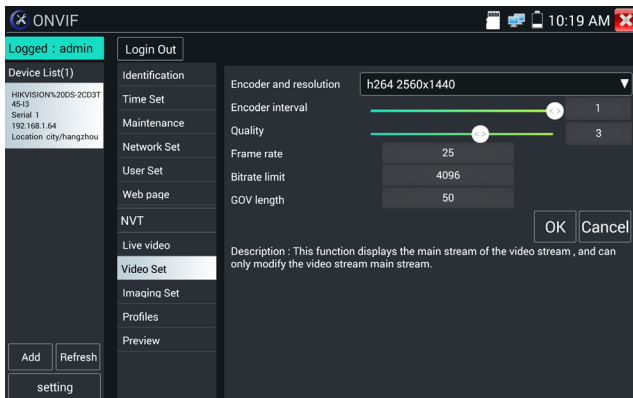 ONVIF
10:19 AM
Logged : admin
Login Out
Device List(1)
HIKVISION%20DS-2CD3T
45-I3
Serial 1
192.168.1.64
Location city/hangzhou
Add
Refresh
setting
Identification
Time Set
Maintenance
Network Set
User Set
Web page
NVT
Live video
Video Set
Imaging Set
Profiles
Preview
Encoder and resolution h264 2560x1440
Encoder interval 1
Quality 3
Frame rate 25
Bitrate limit 4096
GOV length 50
OK Cancel
Description : This function displays the main stream of the video stream , and can
only modify the video stream main stream.